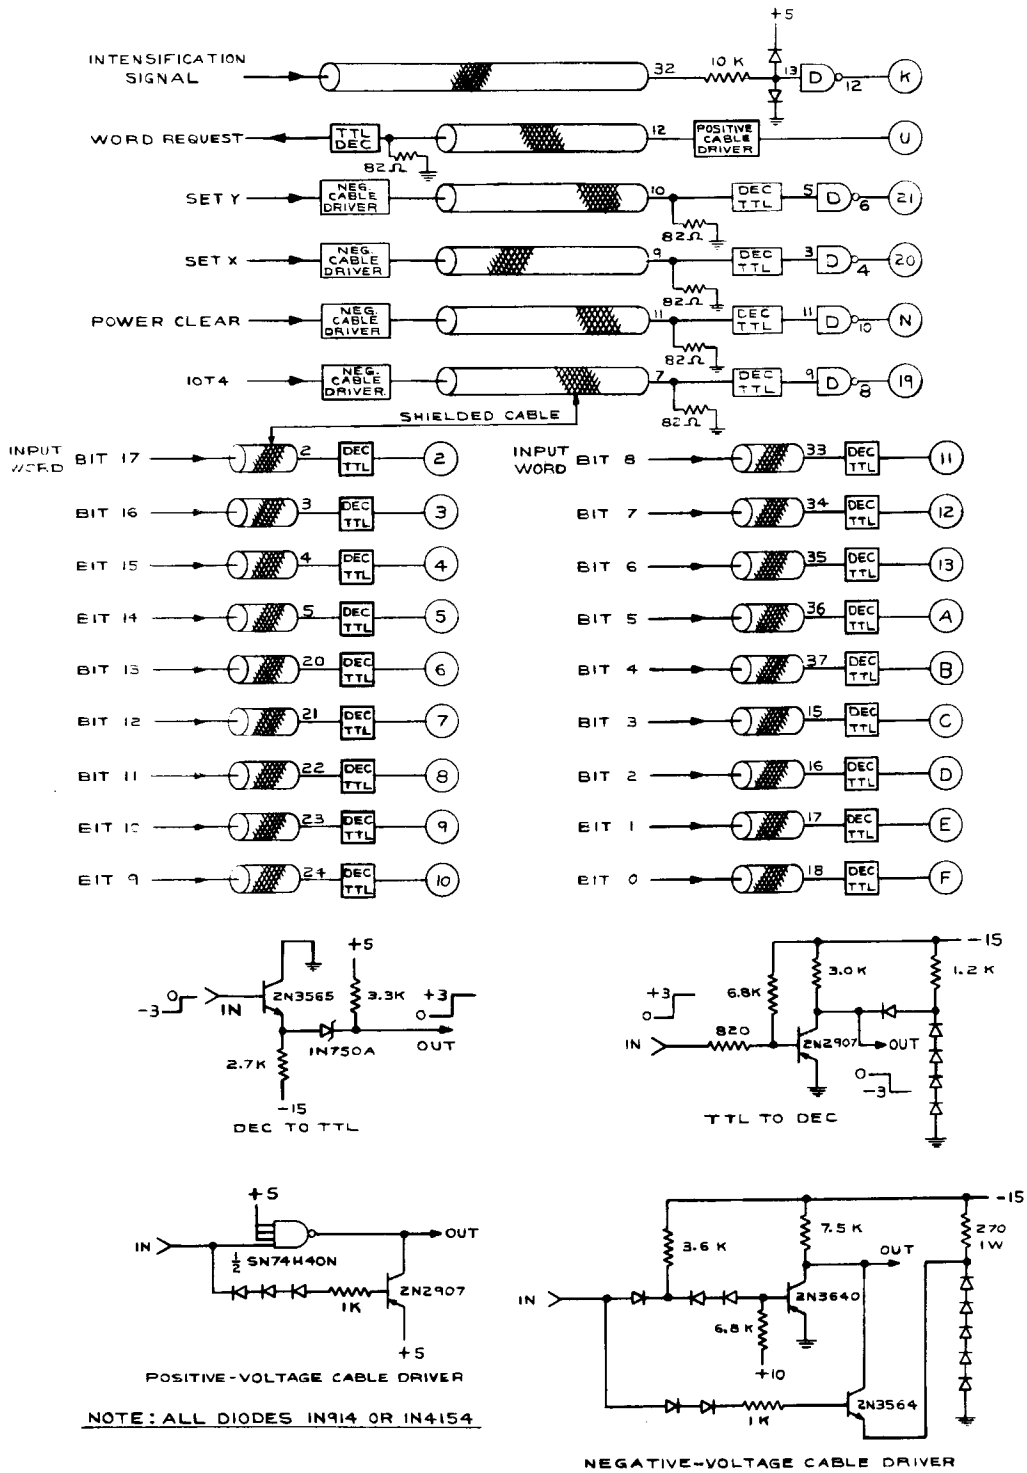 +5
INTENSIFICATION
SIGNAL
32
10 K
13
D
12
K
WORD REQUEST
TTL
DEC
82Ω
12
POSITIVE
CABLE
DRIVER
U
SET Y
NEG.
CABLE
DRIVER
10
82Ω
DEC
TTL
5
D
6
21
SET X
NEG.
CABLE
DRIVER
9
82Ω
DEC
TTL
3
D
4
20
POWER CLEAR
NEG.
CABLE
DRIVER
11
82Ω
DEC
TTL
11
D
10
N
IOT4
NEG.
CABLE
DRIVER.
7
82Ω
DEC
TTL
9
D
8
19
SHIELDED CABLE
INPUT
WORD
BIT 17
2
DEC
TTL
2
BIT 16
3
DEC
TTL
3
BIT 15
4
DEC
TTL
4
BIT 14
5
DEC
TTL
5
BIT 13
20
DEC
TTL
6
BIT 12
21
DEC
TTL
7
BIT 11
22
DEC
TTL
8
BIT 10
23
DEC
TTL
9
BIT 9
24
DEC
TTL
10
INPUT
WORD
BIT 8
33
DEC
TTL
11
BIT 7
34
DEC
TTL
12
BIT 6
35
DEC
TTL
13
BIT 5
36
DEC
TTL
A
BIT 4
37
DEC
TTL
B
BIT 3
15
DEC
TTL
C
BIT 2
16
DEC
TTL
D
BIT 1
17
DEC
TTL
E
BIT 0
18
DEC
TTL
F
+5
0
-3
IN
2N3565
3.3K
+3
0
OUT
1N750A
2.7K
-15
DEC TO TTL
-15
3.0K
1.2 K
6.8K
+3
0
820
IN
2N2907
OUT
0
-3
TTL TO DEC
+5
IN
OUT
½ SN74H40N
2N2907
1K
+5
POSITIVE-VOLTAGE CABLE DRIVER
NOTE: ALL DIODES IN914 OR IN4154
-15
7.5 K
270
1W
3.6 K
OUT
IN
2N3640
6.8K
+10
2N3564
1K
NEGATIVE-VOLTAGE CABLE DRIVER